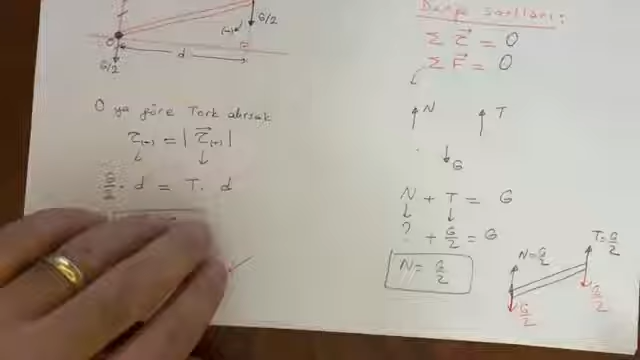 G/2
(-)
O
G/2
d
O ya göre Tork alırsak
τ(-) = |τ⃗(+)|
G/2 . d = T . d
Denge şartları:
Σ τ⃗ = 0
Σ F⃗ = 0
N
T
G
N + T = G
? + G/2 = G
N = G/2
N = G/2
T = G/2
G/2
G/2